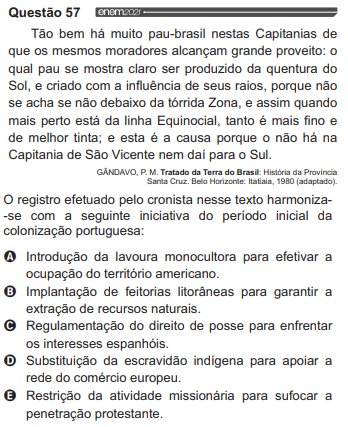 Questão 57 enem2021
Tão bem há muito pau-brasil nestas Capitanias de
que os mesmos moradores alcançam grande proveito: o
qual pau se mostra claro ser produzido da quentura do
Sol, e criado com a influência de seus raios, porque não
se acha se não debaixo da tórrida Zona, e assim quando
mais perto está da linha Equinocial, tanto é mais fino e
de melhor tinta; e esta é a causa porque o não há na
Capitania de São Vicente nem daí para o Sul.
GÂNDAVO, P. M. Tratado da Terra do Brasil: História da Província
Santa Cruz. Belo Horizonte: Itatiaia, 1980 (adaptado).
O registro efetuado pelo cronista nesse texto harmoniza-
-se com a seguinte iniciativa do período inicial da
colonização portuguesa:
A Introdução da lavoura monocultora para efetivar a
ocupação do território americano.
B Implantação de feitorias litorâneas para garantir a
extração de recursos naturais.
C Regulamentação do direito de posse para enfrentar
os interesses espanhóis.
D Substituição da escravidão indígena para apoiar a
rede do comércio europeu.
E Restrição da atividade missionária para sufocar a
penetração protestante.